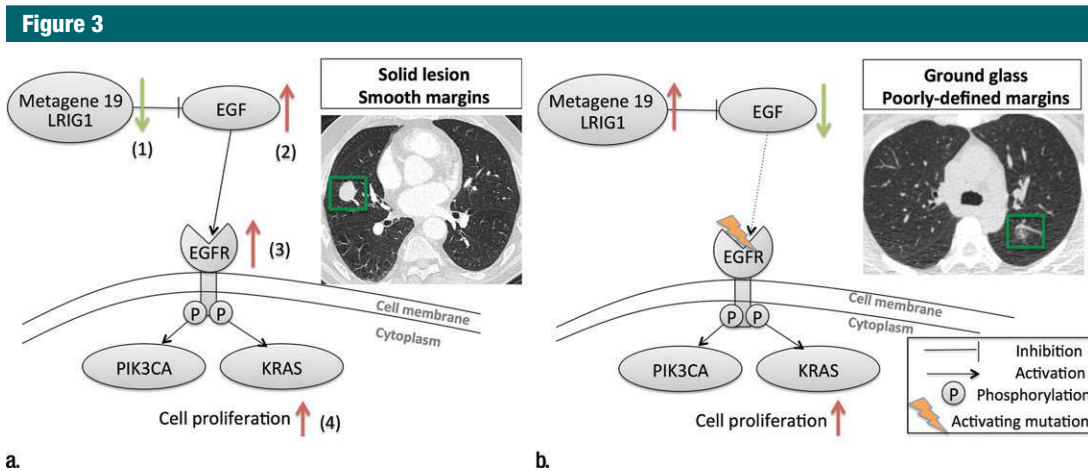 Figure 3
Metagene 19
LRIG1
(1)
EGF
(2)
Solid lesion
Smooth margins
EGFR
(3)
Cell membrane
Cytoplasm
P P
PIK3CA
KRAS
Cell proliferation
(4)
a.
Metagene 19
LRIG1
EGF
Ground glass
Poorly-defined margins
EGFR
Cell membrane
Cytoplasm
P P
PIK3CA
KRAS
Cell proliferation
Inhibition
Activation
P Phosphorylation
Activating mutation
b.